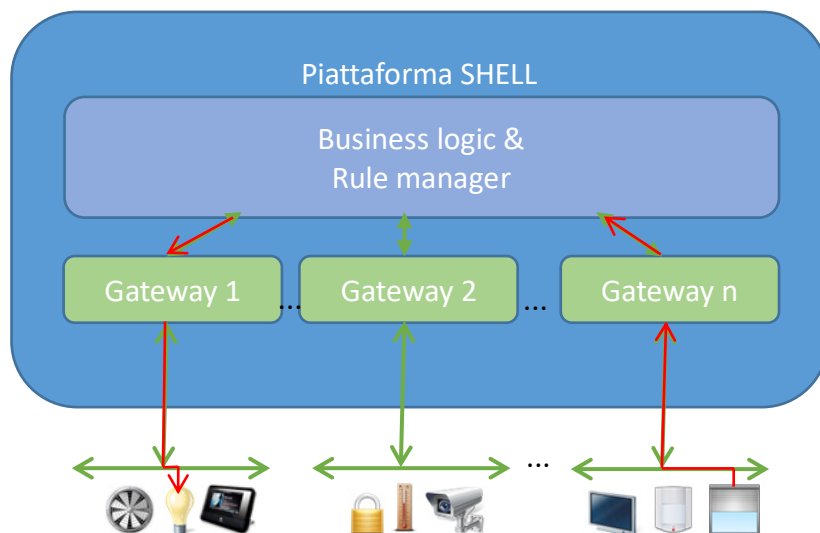 Piattaforma SHELL
Business logic &
Rule manager
Gateway 1 ... Gateway 2 ... Gateway n
...